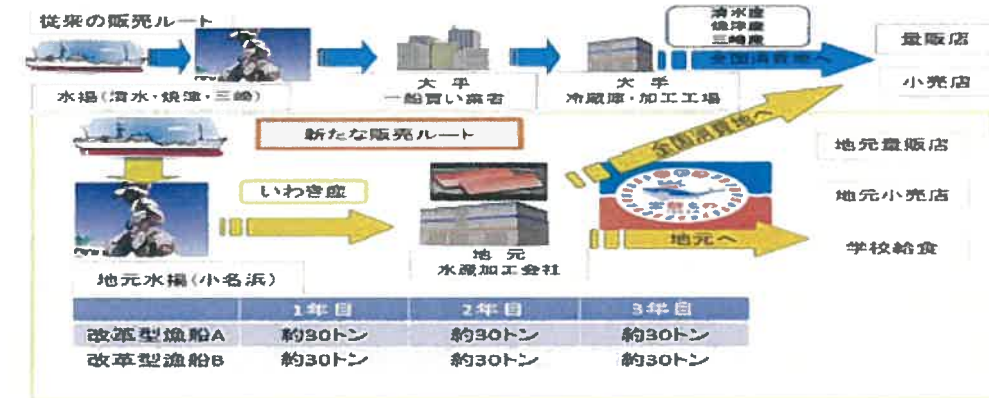 従来の販売ルート
清水産
焼津産
三崎産
全国消費地へ
量販店
小売店
水揚(清水・焼津・三崎)
大手
一船買い業者
大手
冷蔵庫・加工工場
新たな販売ルート
全国消費地へ
地元量販店
地元小売店
学校給食
いわき産
地元へ
地元
水産加工会社
地元水揚(小名浜)
1年目 2年目 3年目
改革型漁船A 約30トン 約30トン 約30トン
改革型漁船B 約30トン 約30トン 約30トン